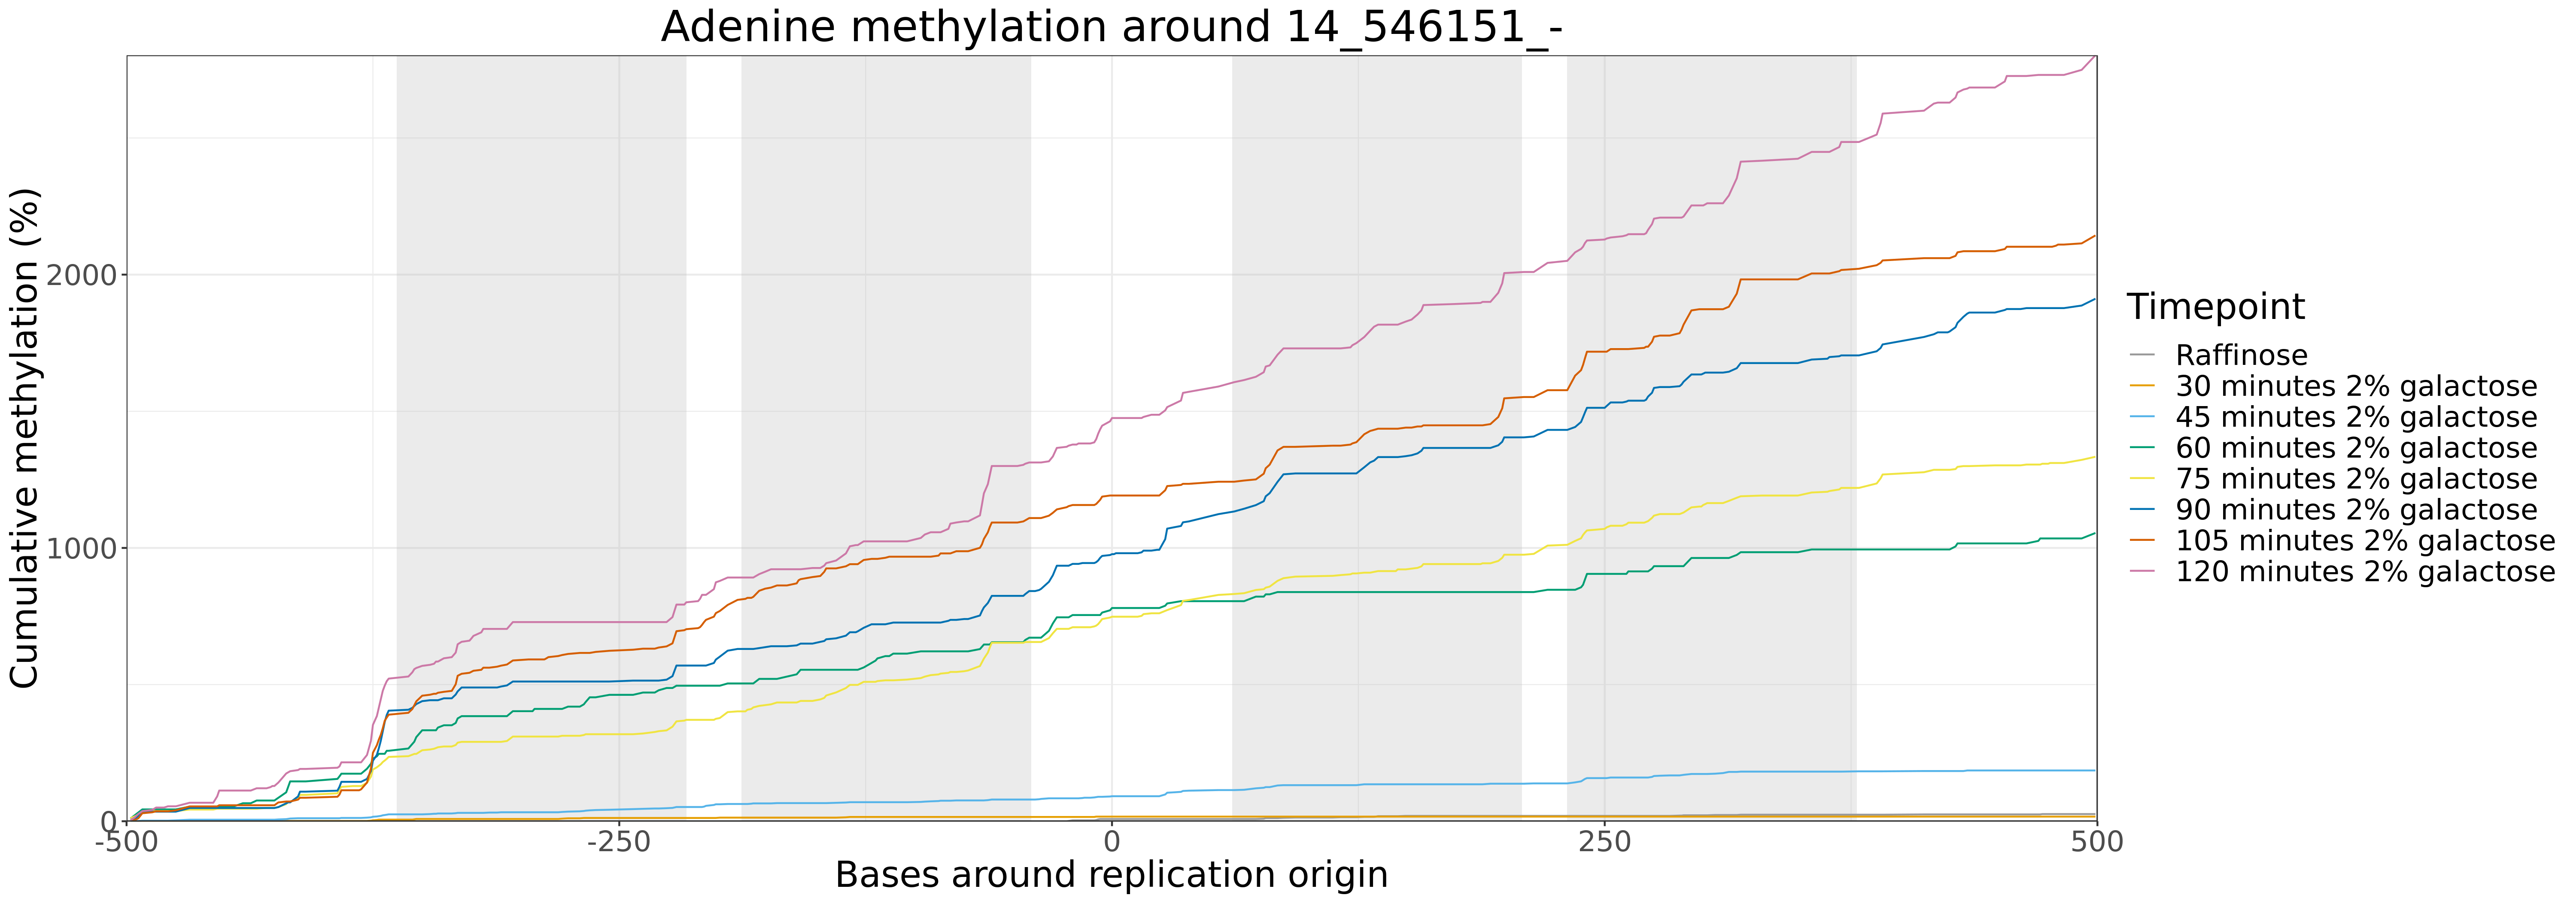 Adenine methylation around 14_546151_-
Cumulative methylation (%)
2000
1000
0
-500
-250
0
250
500
Bases around replication origin
Timepoint
Raffinose
30 minutes 2% galactose
45 minutes 2% galactose
60 minutes 2% galactose
75 minutes 2% galactose
90 minutes 2% galactose
105 minutes 2% galactose
120 minutes 2% galactose